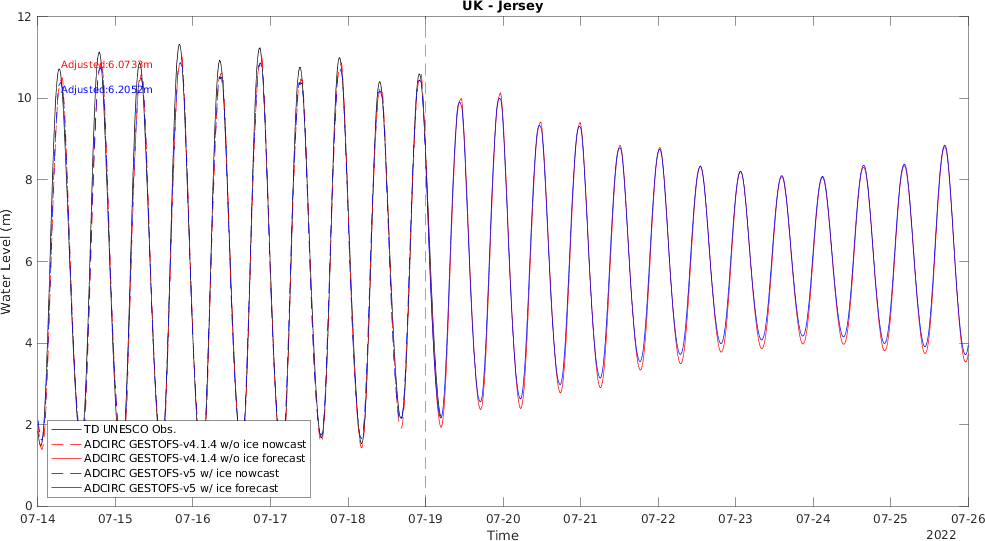 UK - Jersey
12
10
8
6
4
2
0
Water Level (m)
Adjusted:6.0733m
Adjusted:6.2052m
TD UNESCO Obs.
ADCIRC GESTOFS-v4.1.4 w/o ice nowcast
ADCIRC GESTOFS-v4.1.4 w/o ice forecast
ADCIRC GESTOFS-v5 w/ ice nowcast
ADCIRC GESTOFS-v5 w/ ice forecast
07-14 07-15 07-16 07-17 07-18 07-19 07-20 07-21 07-22 07-23 07-24 07-25 07-26
Time
2022